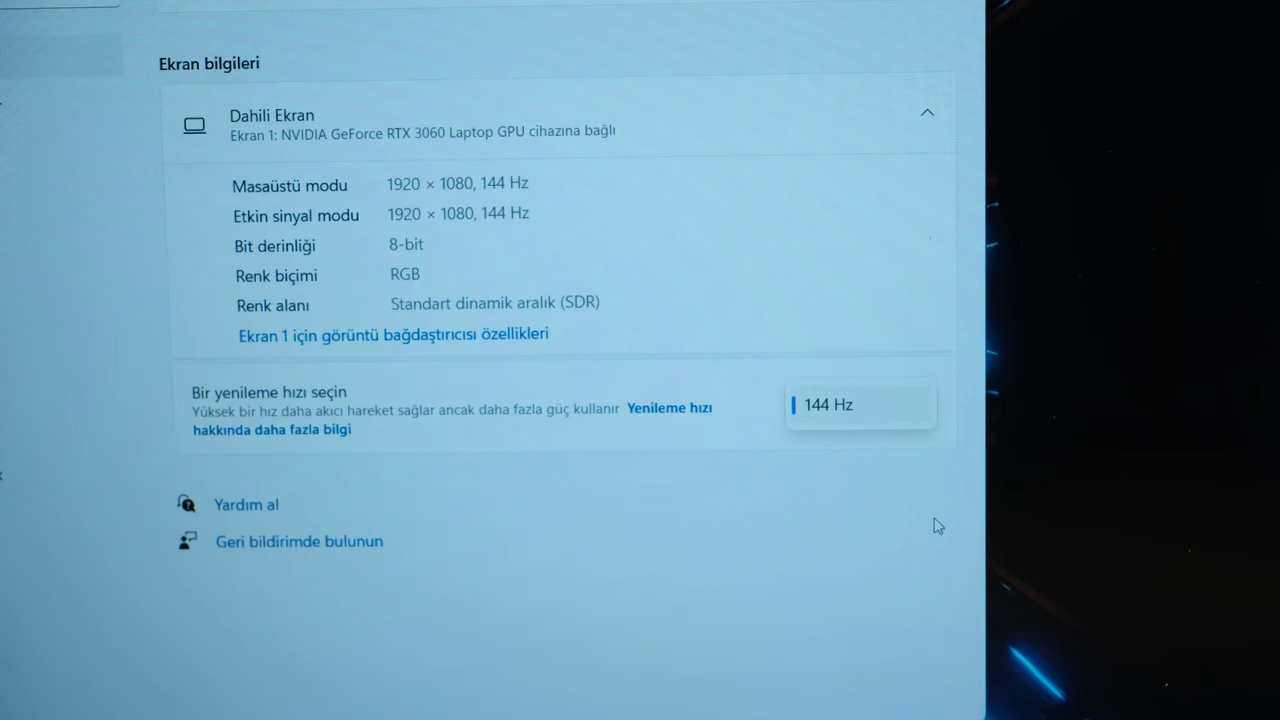 Ekran bilgileri
Dahili Ekran
Ekran 1: NVIDIA GeForce RTX 3060 Laptop GPU cihazına bağlı
Masaüstü modu 1920 × 1080, 144 Hz
Etkin sinyal modu 1920 × 1080, 144 Hz
Bit derinliği 8-bit
Renk biçimi RGB
Renk alanı Standart dinamik aralık (SDR)
Ekran 1 için görüntü bağdaştırıcısı özellikleri
Bir yenileme hızı seçin
Yüksek bir hız daha akıcı hareket sağlar ancak daha fazla güç kullanır Yenileme hızı
hakkında daha fazla bilgi
144 Hz
Yardım al
Geri bildirimde bulunun